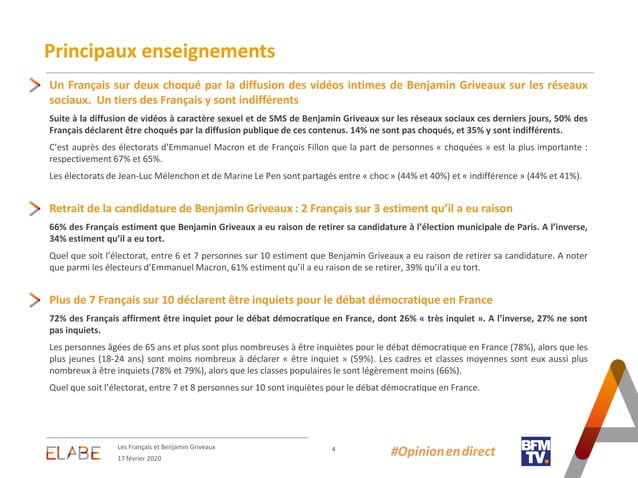 Principaux enseignements
Un Français sur deux choqué par la diffusion des vidéos intimes de Benjamin Griveaux sur les réseaux
sociaux. Un tiers des Français y sont indifférents
Suite à la diffusion de vidéos à caractère sexuel et de SMS de Benjamin Griveaux sur les réseaux sociaux ces derniers jours, 50% des
Français déclarent être choqués par la diffusion publique de ces contenus. 14% ne sont pas choqués, et 35% y sont indifférents.
C'est auprès des électorats d'Emmanuel Macron et de François Fillon que la part de personnes « choquées » est la plus importante :
respectivement 67% et 65%.
Les électorats de Jean-Luc Mélenchon et de Marine Le Pen sont partagés entre « choc » (44% et 40%) et « indifférence » (44% et 41%).
Retrait de la candidature de Benjamin Griveaux : 2 Français sur 3 estiment qu'il a eu raison
66% des Français estiment que Benjamin Griveaux a eu raison de retirer sa candidature à l'élection municipale de Paris. A l'inverse,
34% estiment qu'il a eu tort.
Quel que soit l'électorat, entre 6 et 7 personnes sur 10 estiment que Benjamin Griveaux a eu raison de retirer sa candidature. A noter
que parmi les électeurs d'Emmanuel Macron, 61% estiment qu'il a eu raison de se retirer, 39% qu'il a eu tort.
Plus de 7 Français sur 10 déclarent être inquiets pour le débat démocratique en France
72% des Français affirment être inquiet pour le débat démocratique en France, dont 26% « très inquiet ». A l'inverse, 27% ne sont
pas inquiets.
Les personnes âgées de 65 ans et plus sont plus nombreuses à être inquiètes pour le débat démocratique en France (78%), alors que les
plus jeunes (18-24 ans) sont moins nombreux à déclarer « être inquiet » (59%). Les cadres et classes moyennes sont eux aussi plus
nombreux à être inquiets (78% et 79%), alors que les classes populaires le sont légèrement moins (66%).
Quel que soit l'électorat, entre 7 et 8 personnes sur 10 sont inquiètes pour le débat démocratique en France.
ELABE
Les Français et Benjamin Griveaux
17 février 2020
4
#Opinionendirect
BFM
TV.